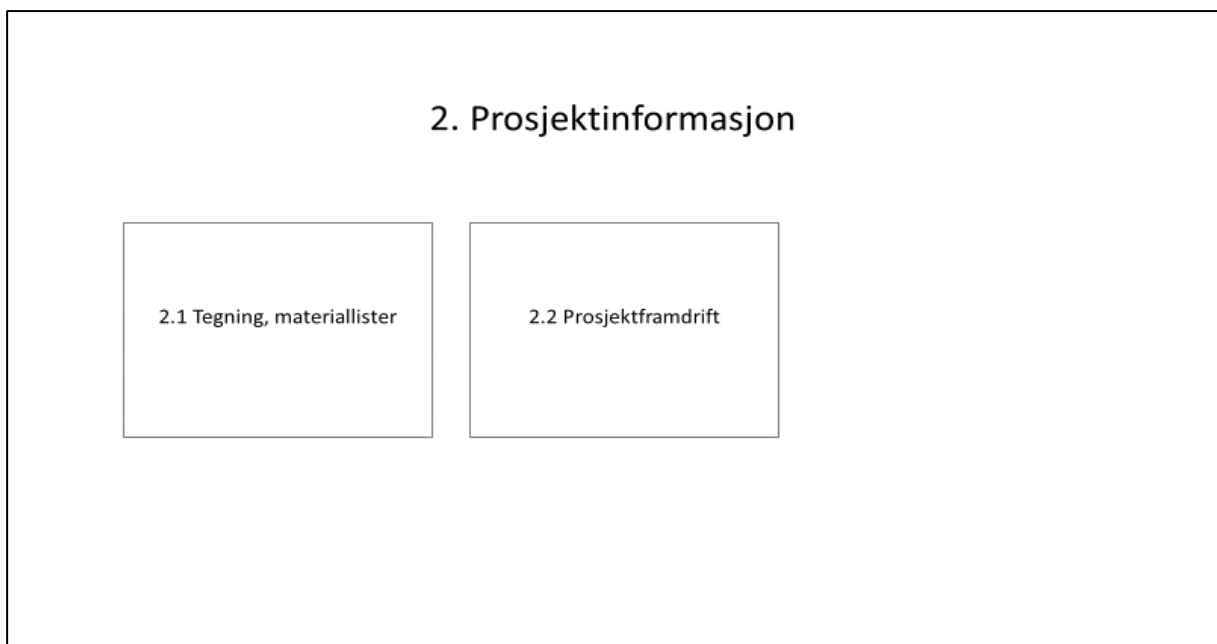 2. Prosjektinformasjon
2.1 Tegning, materiallister
2.2 Prosjektframdrift